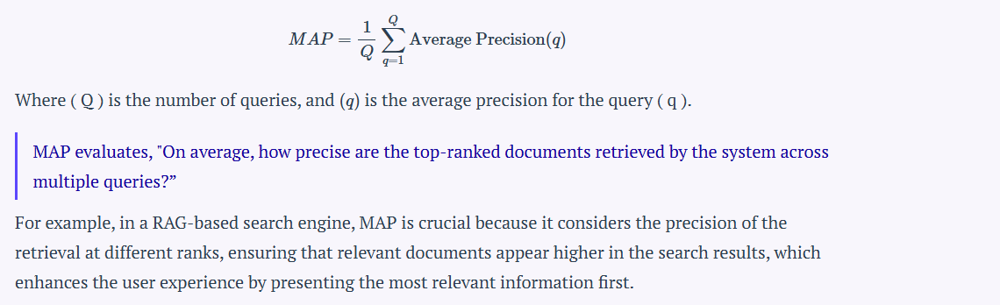 MAP = \frac{1}{Q} \sum_{q=1}^{Q} Average Precision(q)
Where ( Q ) is the number of queries, and (q) is the average precision for the query ( q ).
MAP evaluates, "On average, how precise are the top-ranked documents retrieved by the system across
multiple queries?”
For example, in a RAG-based search engine, MAP is crucial because it considers the precision of the
retrieval at different ranks, ensuring that relevant documents appear higher in the search results, which
enhances the user experience by presenting the most relevant information first.